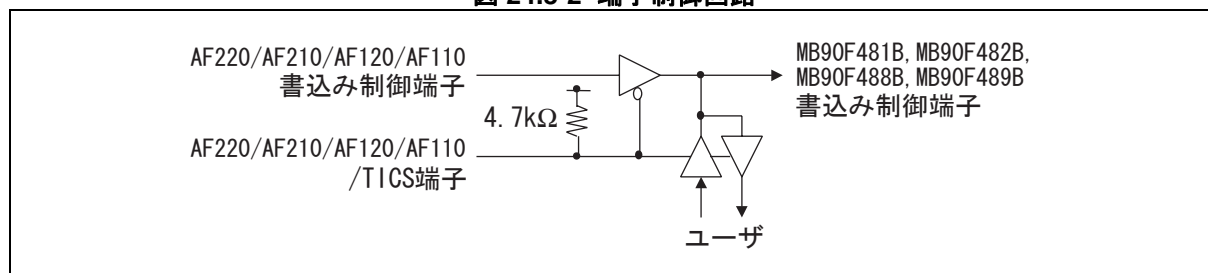 AF220/AF210/AF120/AF110
書込み制御端子
MB90F481B, MB90F482B,
MB90F488B, MB90F489B
書込み制御端子
4.7kΩ
AF220/AF210/AF120/AF110
/TICS端子
ユーザ